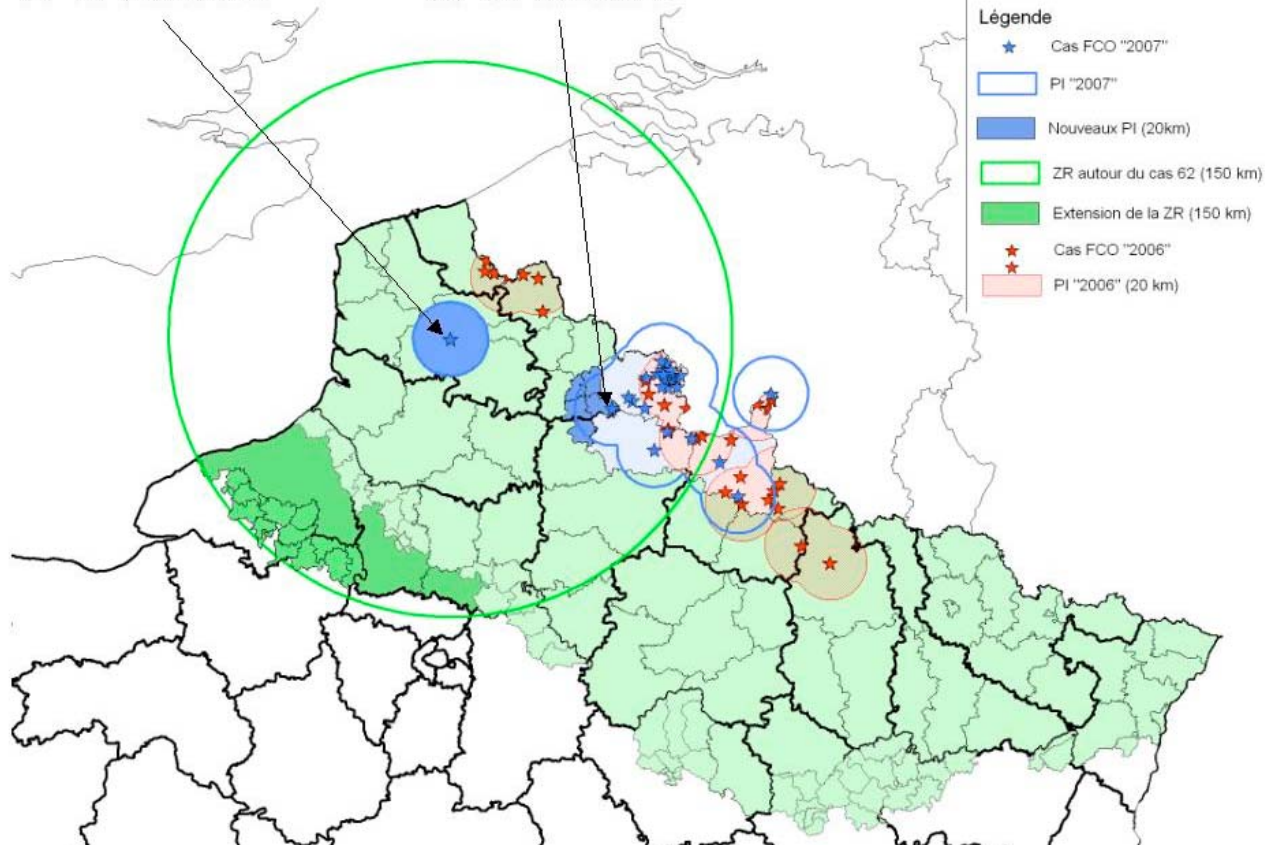 Légende
Cas FCO "2007"
PI "2007"
Nouveaux PI (20km)
ZR autour du cas 62 (150 km)
Extension de la ZR (150 km)
Cas FCO "2006"
PI "2006" (20 km)